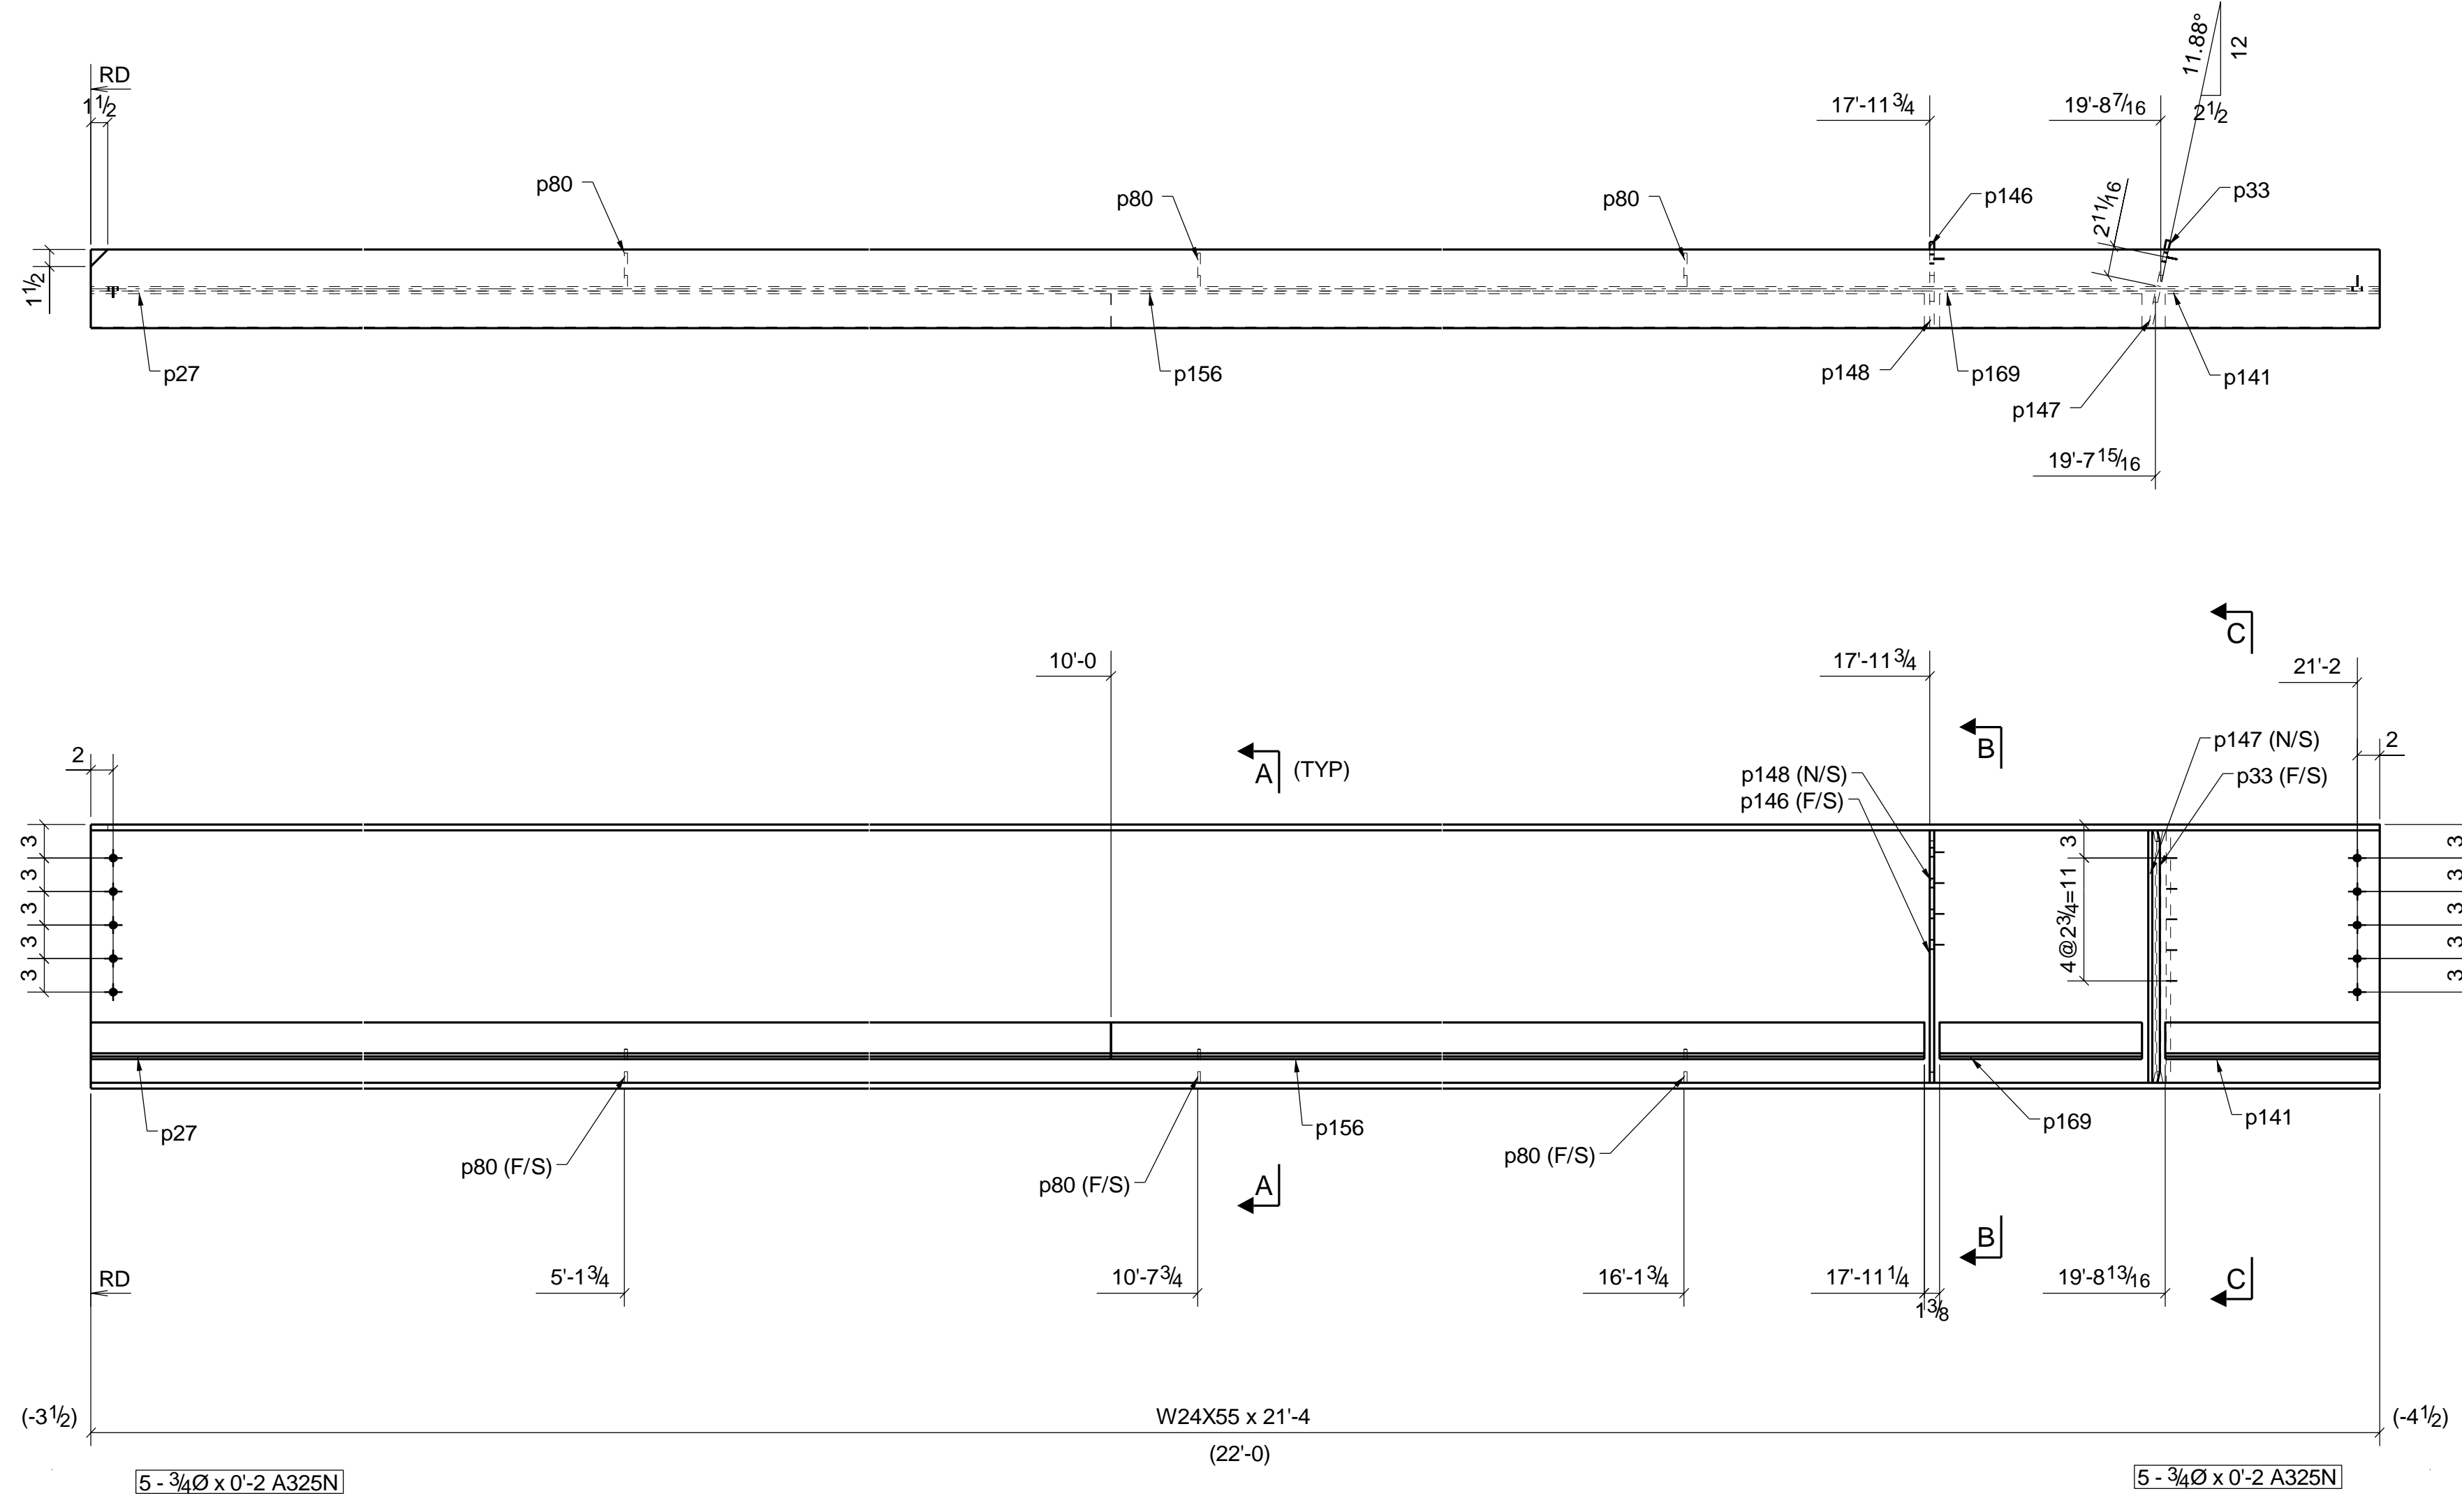 11.88°
12
2 1/2
RD
1 1/2
17'-11 3/4
19'-8 7/16
p80
p80
p80
p146
p33
2 11/16
1 1/2
p27
p156
p148
p169
p147
p141
19'-7 15/16
C
10'-0
17'-11 3/4
21'-2
2
A (TYP)
B
p147 (N/S)
2
p148 (N/S)
p33 (F/S)
p146 (F/S)
3
3
3
3
3
3
4@2 3/4=11
3
3
3
3
3
p27
p156
p169
p141
p80 (F/S)
p80 (F/S)
p80 (F/S)
A
B
RD
5'-1 3/4
10'-7 3/4
16'-1 3/4
17'-11 1/4
1 3/8
19'-8 13/16
C
(-3 1/2)
W24X55 x 21'-4
(-4 1/2)
(22'-0)
5 - 3/4Ø x 0'-2 A325N
5 - 3/4Ø x 0'-2 A325N